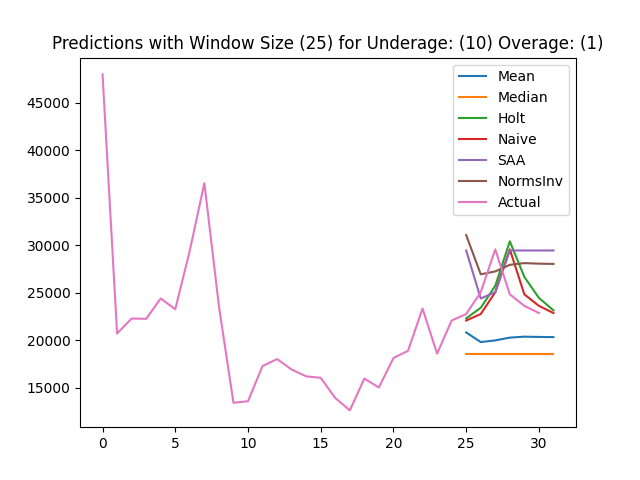 Predictions with Window Size (25) for Underage: (10) Overage: (1)
Mean
Median
Holt
Naive
SAA
NormsInv
Actual
45000
40000
35000
30000
25000
20000
15000
0 5 10 15 20 25 30